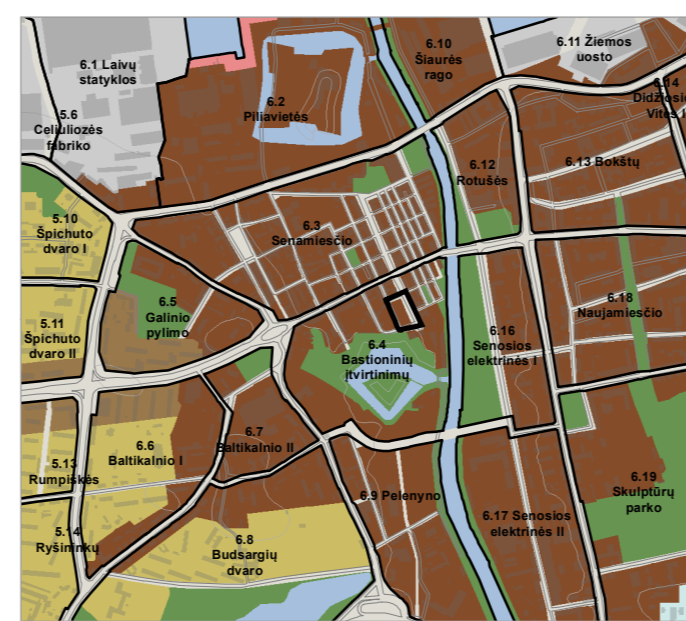 6.1 Laivų
statyklos
5.6
Celiuliozės
fabriko
6.2
Piliavietės
6.10
Šiaurės
rago
6.11 Žiemos
uosto
6.14
Didžiosios
Vitės I
6.12
Rotušės
6.13 Bokštų
5.10
Špichuto
dvaro I
6.3
Senamiesčio
6.5
Galinio
pylimo
5.11
Špichuto
dvaro II
6.4
Bastioninių
įtvirtinimų
6.16
Senosios
elektrinės I
6.18
Naujamiesčio
6.6
Baltikalnio I
6.7
Baltikalnio II
5.13
Rumpiškės
6.9 Pelenyno
6.19
Skulptūrų
parko
5.14
Ryšininkų
6.8
Budsargių
dvaro
6.17 Senosios
elektrinės II